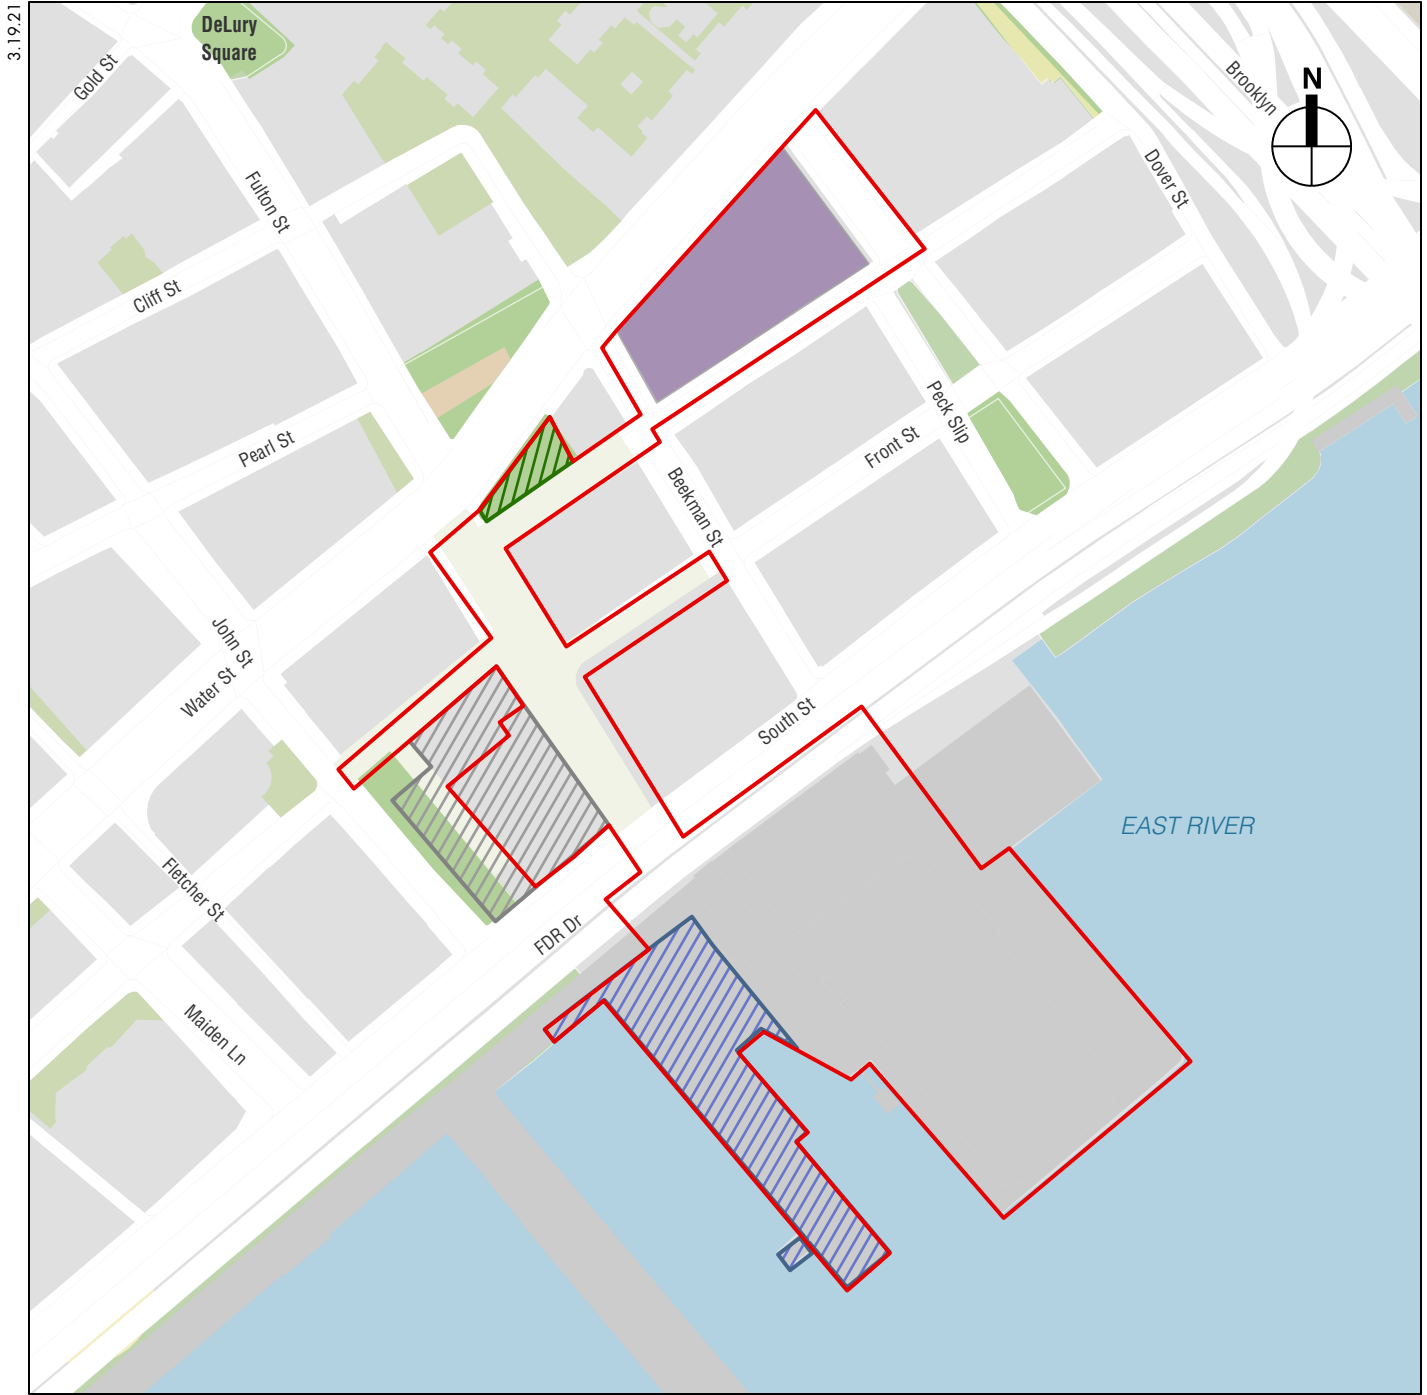 3.19.21
DeLury
Square
Gold St
Brooklyn
N
Dover St
Fulton St
Cliff St
Peck Slip
Pearl St
Front St
Beekman St
John St
Water St
South St
EAST RIVER
Fletcher St
FDR Dr
Maiden Ln